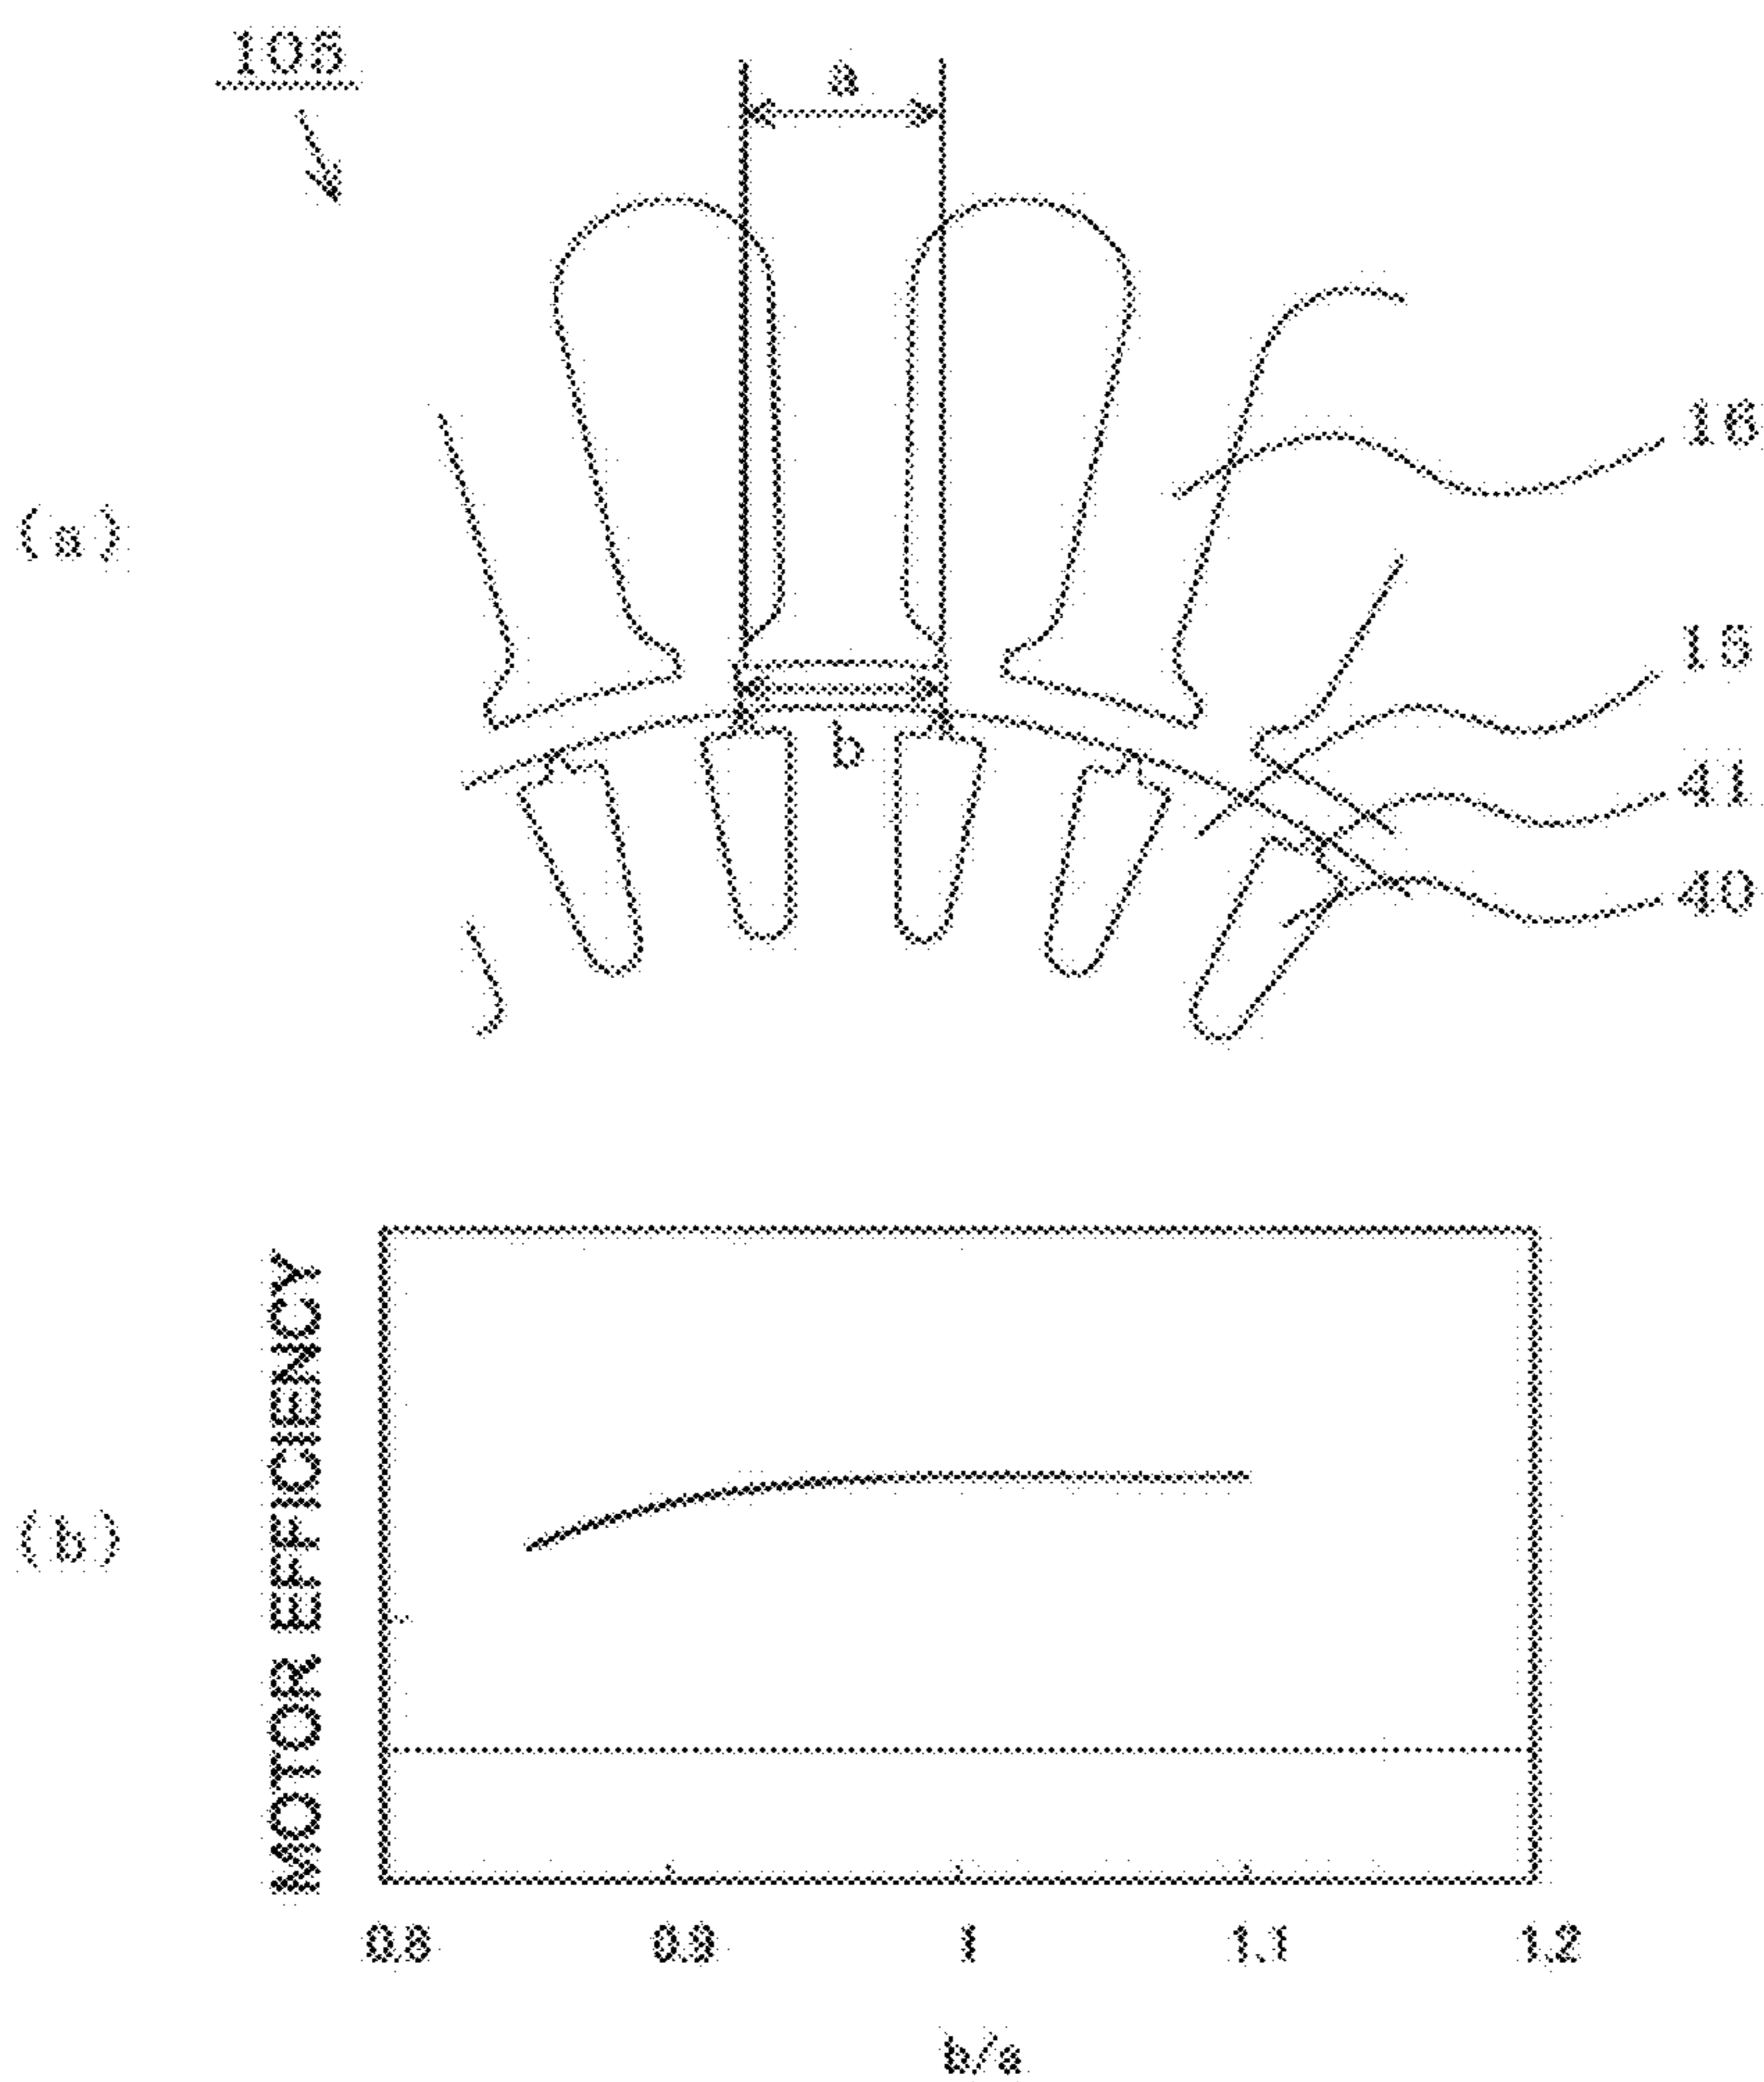 105
a
16
(a)
15
b
41
40
MOTOR EFFICIENCY
(b)
0.8 0.9 1 1.1 1.2
b/a